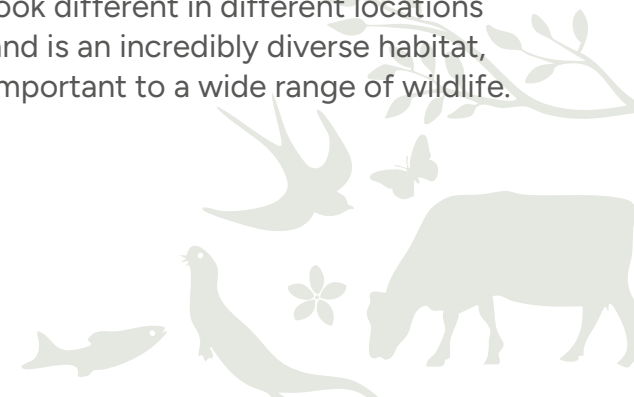 ook different in different locations
nd is an incredibly diverse habitat,
mportant to a wide range of wildlife.